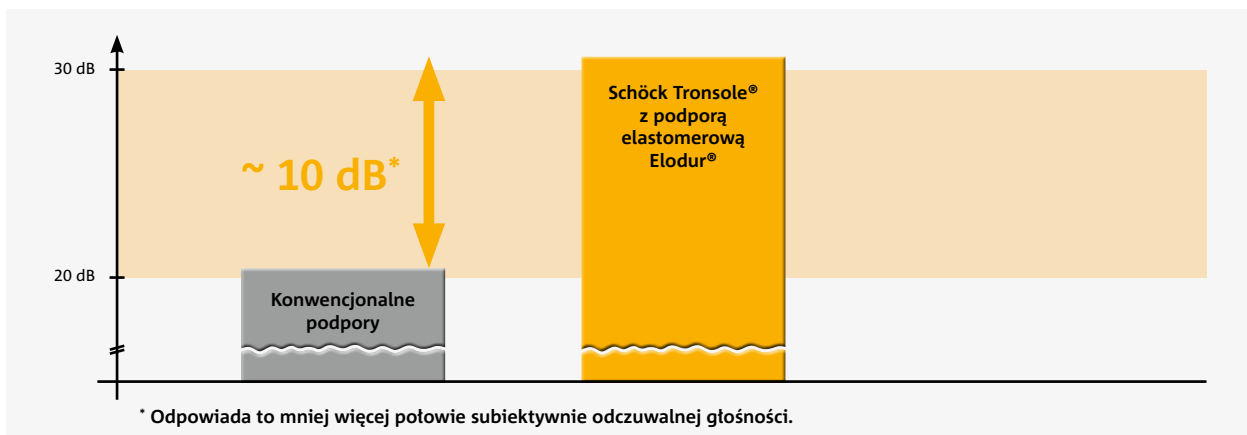 30 dB
Schöck Tronsole®
z podporą
elastomerową
Elodur®
~ 10 dB*
20 dB
Konwencjonalne
podpory
* Odpowiada to mniej więcej połowie subiektywnie odczuwalnej głośności.